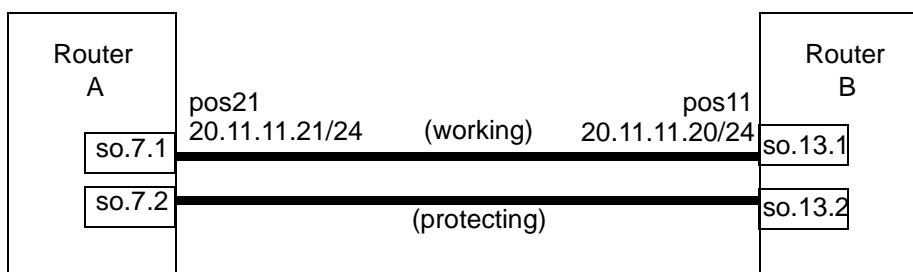 Router
A
Router
B
pos21
20.11.11.21/24
(working)
pos11
20.11.11.20/24
so.7.1
so.13.1
so.7.2
so.13.2
(protecting)